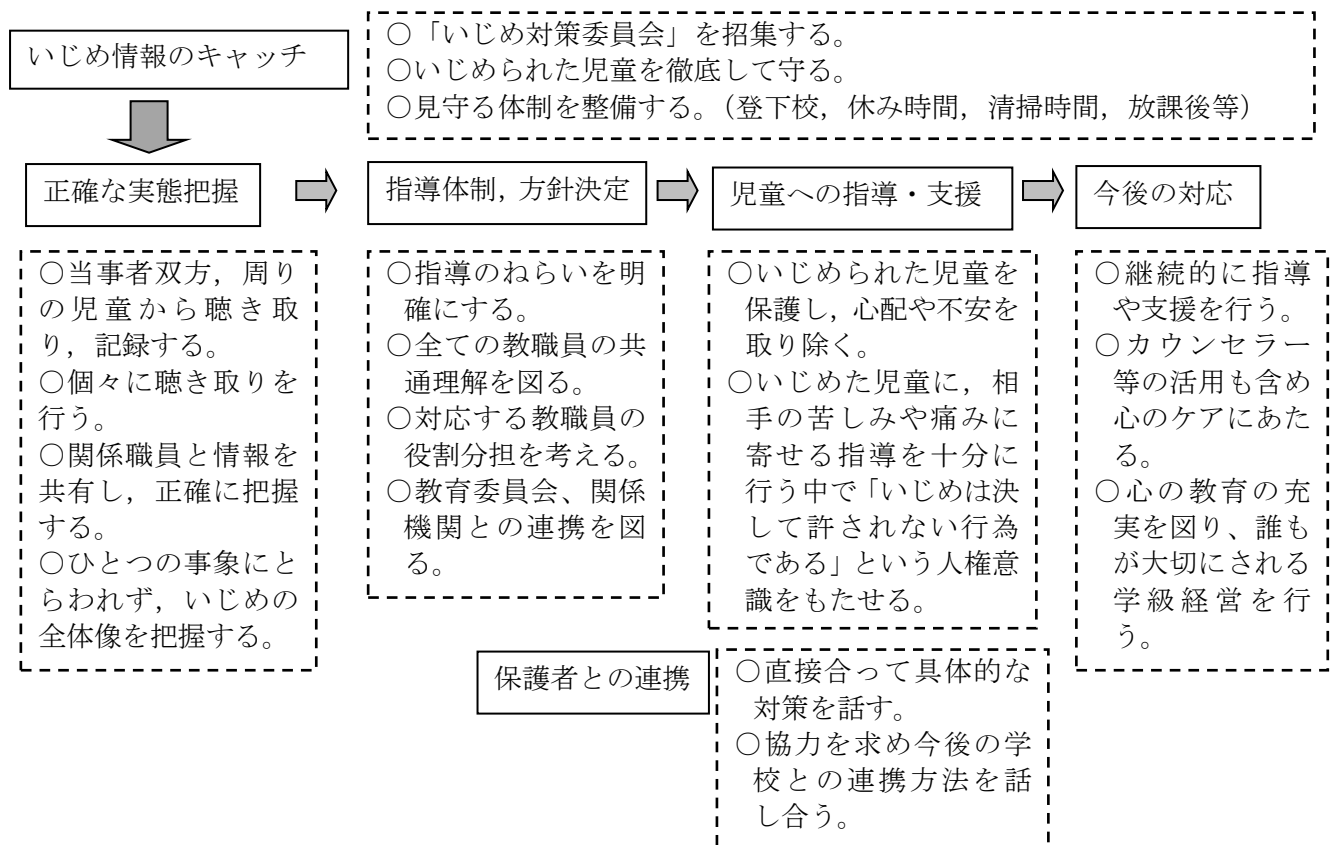 いじめ情報のキャッチ
○「いじめ対策委員会」を招集する。
○いじめられた児童を徹底して守る。
○見守る体制を整備する。（登下校，休み時間，清掃時間，放課後等）
正確な実態把握
指導体制，方針決定
児童への指導・支援
今後の対応
○当事者双方，周り
の児童から聴き取
り，記録する。
○個々に聴き取りを
行う。
○関係職員と情報を
共有し，正確に把握
する。
○ひとつの事象にと
らわれず，いじめの
全体像を把握する。
○指導のねらいを明
確にする。
○全ての教職員の共
通理解を図る。
○対応する教職員の
役割分担を考える。
○教育委員会、関係
機関との連携を図
る。
○いじめられた児童を
保護し，心配や不安を
取り除く。
○いじめた児童に，相
手の苦しみや痛みに
寄せる指導を十分に
行う中で「いじめは決
して許されない行為
である」という人権意
識をもたせる。
○継続的に指導
や支援を行う。
○カウンセラー
等の活用も含め
心のケアにあた
る。
○心の教育の充
実を図り、誰も
が大切にされる
学級経営を行
う。
保護者との連携
○直接合って具体的な
対策を話す。
○協力を求め今後の学
校との連携方法を話
し合う。